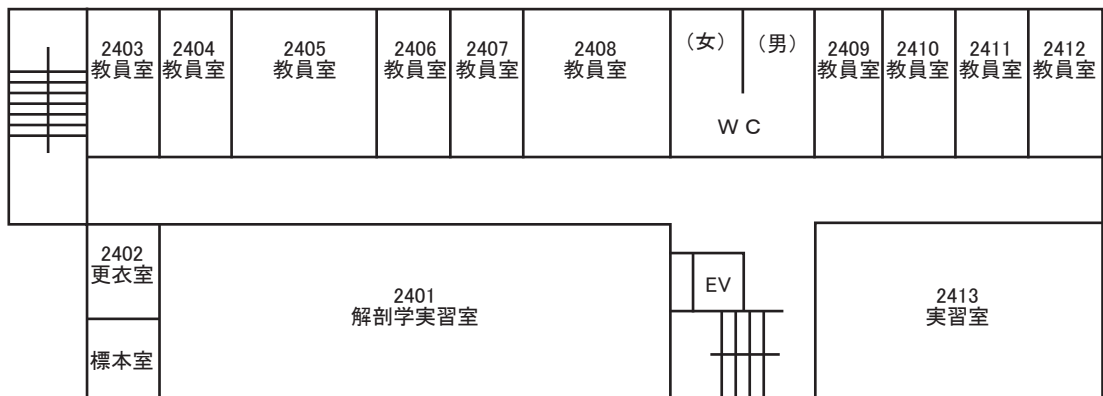 2403
教員室
2404
教員室
2405
教員室
2406
教員室
2407
教員室
2408
教員室
（女）
（男）
ＷＣ
2409
教員室
2410
教員室
2411
教員室
2412
教員室
2402
更衣室
標本室
2401
解剖学実習室
EV
2413
実習室